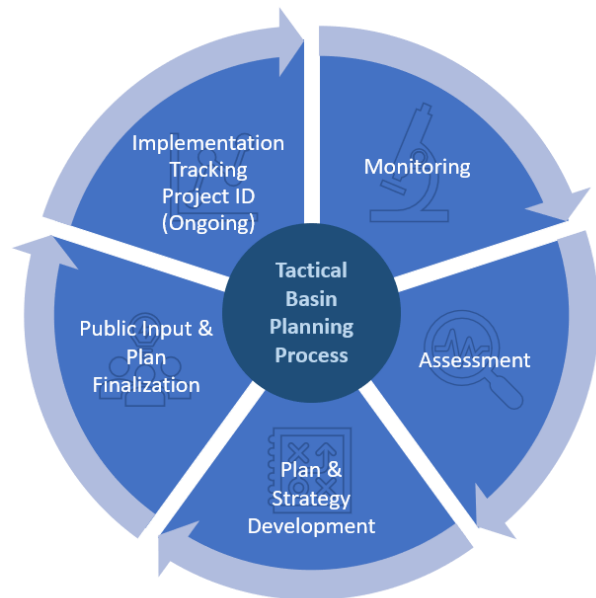 Implementation
Tracking
Project ID
(Ongoing)
Monitoring
Tactical
Basin
Planning
Process
Public Input &
Plan
Finalization
Assessment
Plan &
Strategy
Development